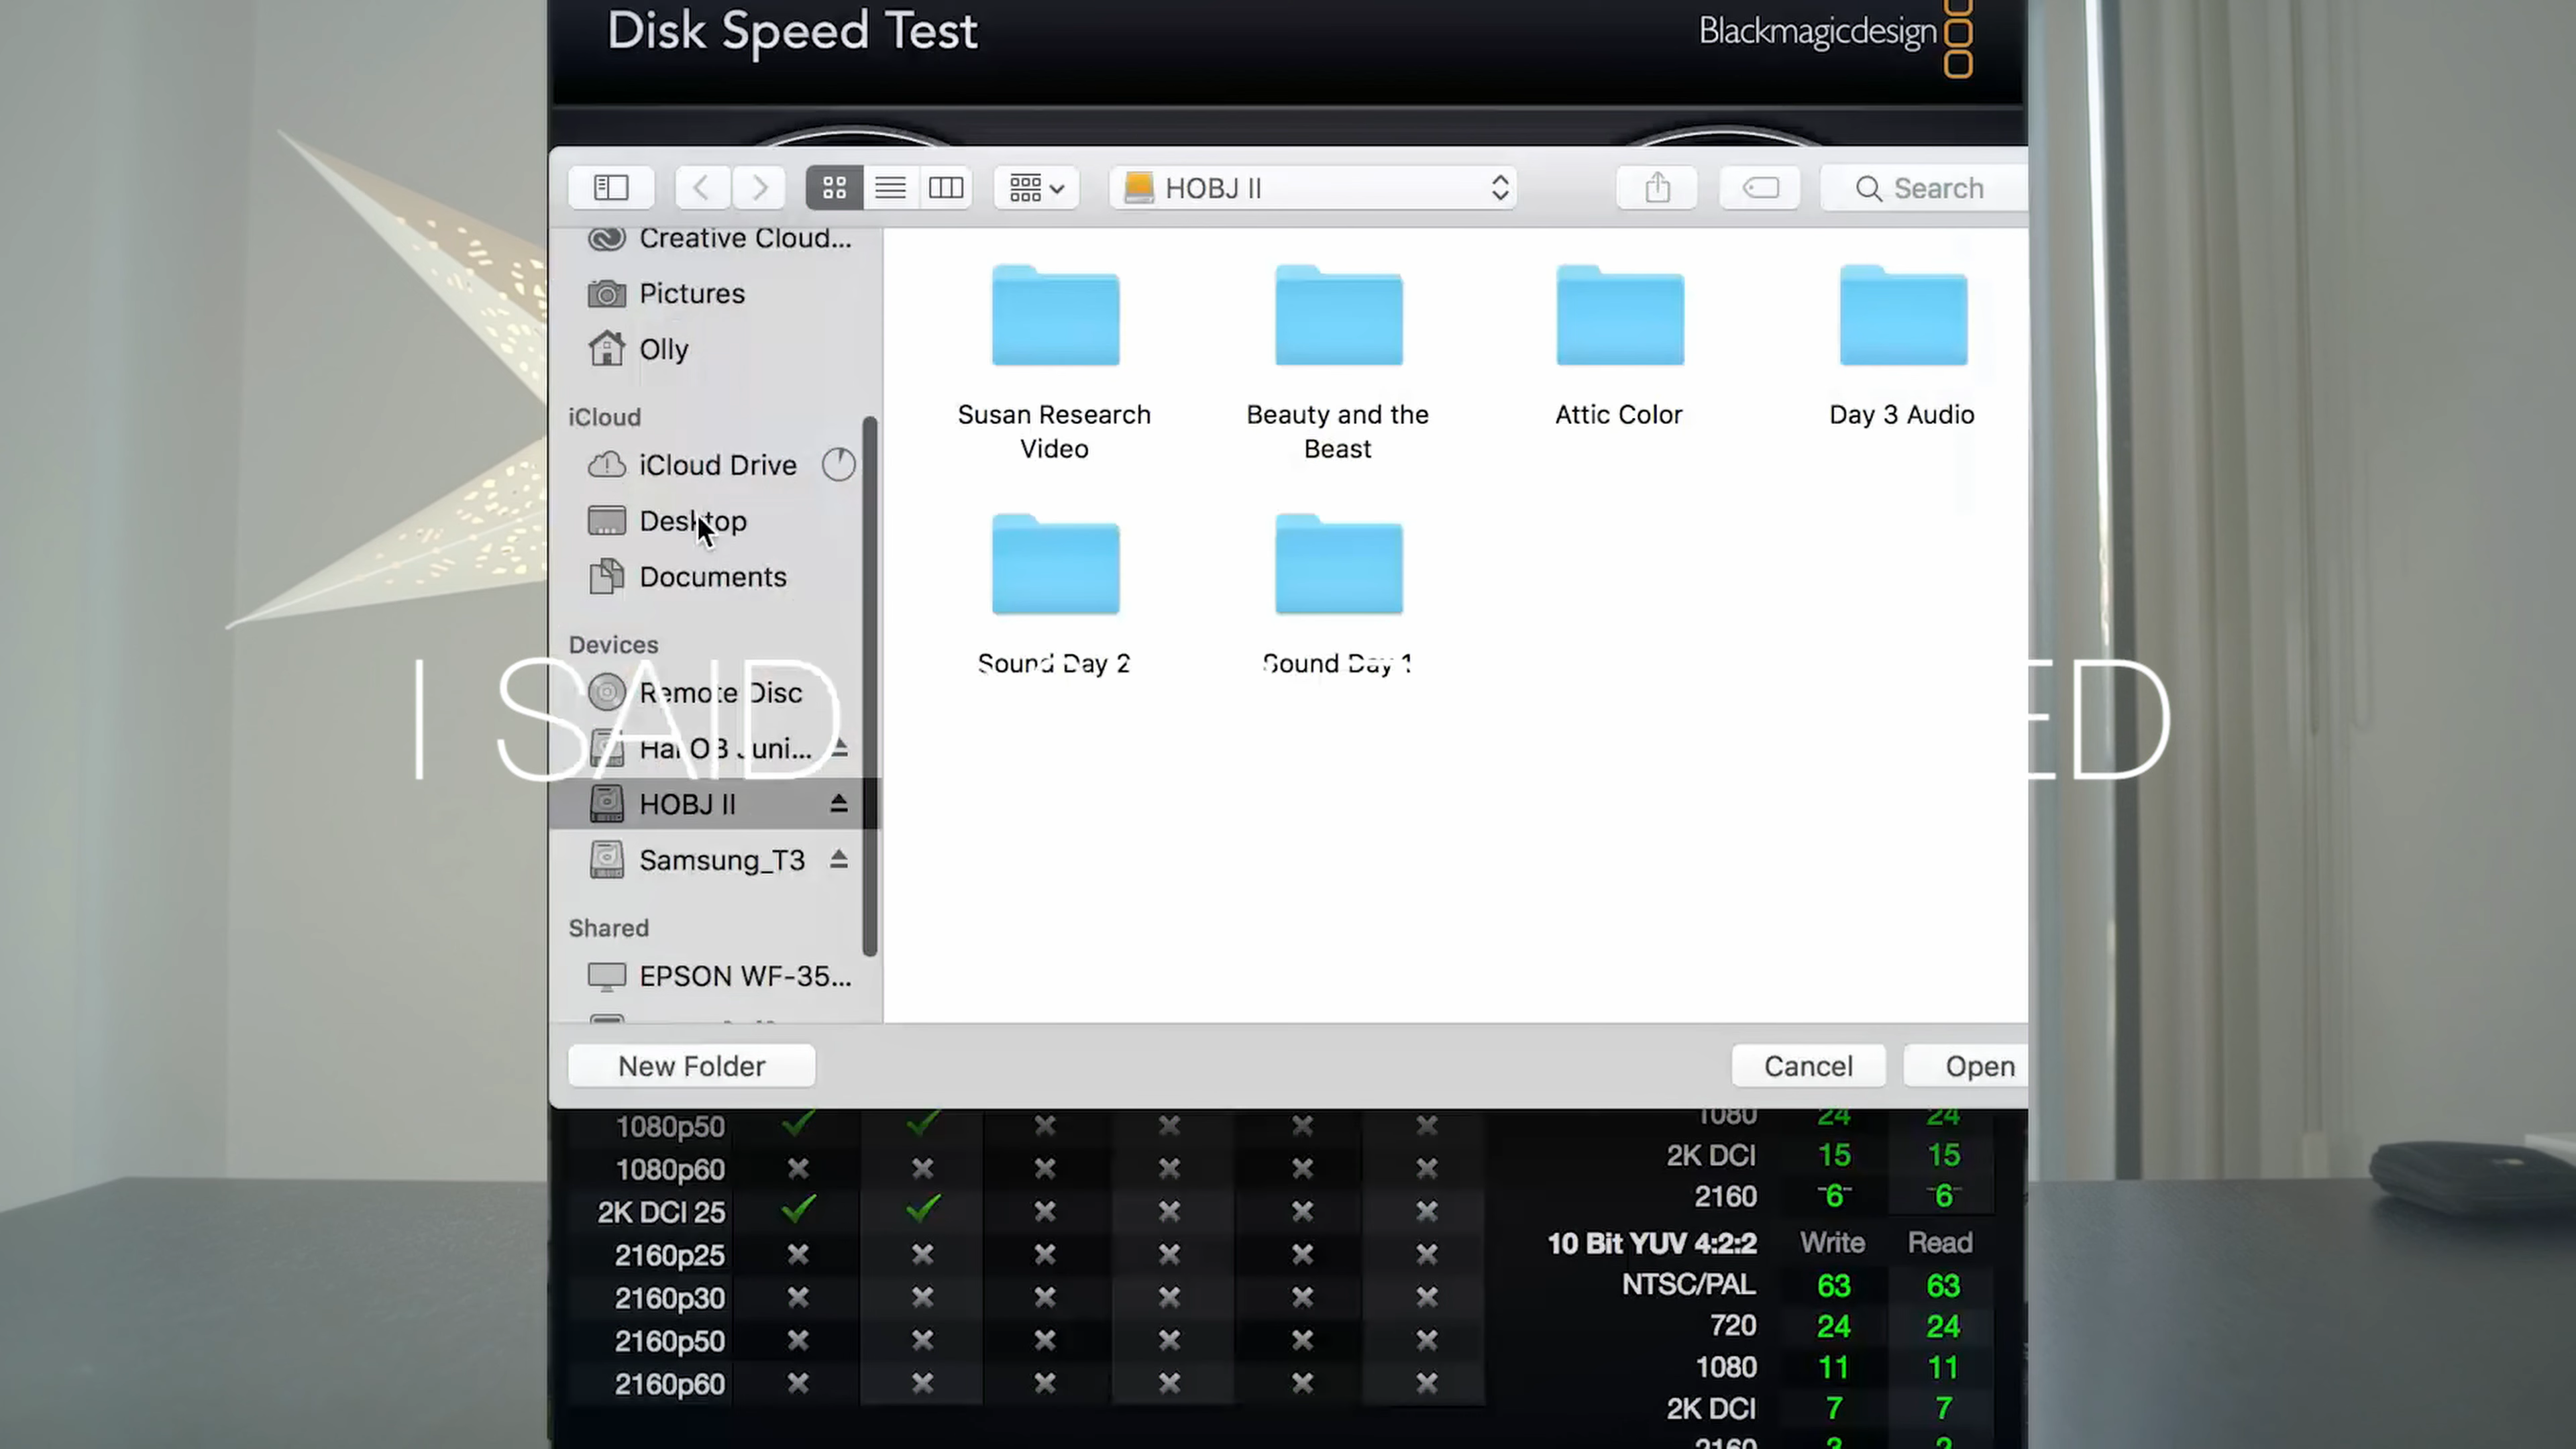 Disk Speed Test
Blackmagicdesign
HOBJ II
Search
Creative Cloud...
Pictures
Olly
iCloud
iCloud Drive
Desktop
Documents
Devices
Remote Disc
HOBJ II
Samsung_T3
Shared
EPSON WF-35...
Susan Research
Video
Beauty and the
Beast
Attic Color
Day 3 Audio
Sound Day 2
Sound Day 1
I SAID
ED
New Folder
Cancel
Open
1080p50
1080p60
2K DCI 25
2160p25
2160p30
2160p50
2160p60
1080 24 24
2K DCI 15 15
2160 6 6
10 Bit YUV 4:2:2 Write Read
NTSC/PAL 63 63
720 24 24
1080 11 11
2K DCI 7 7
2160